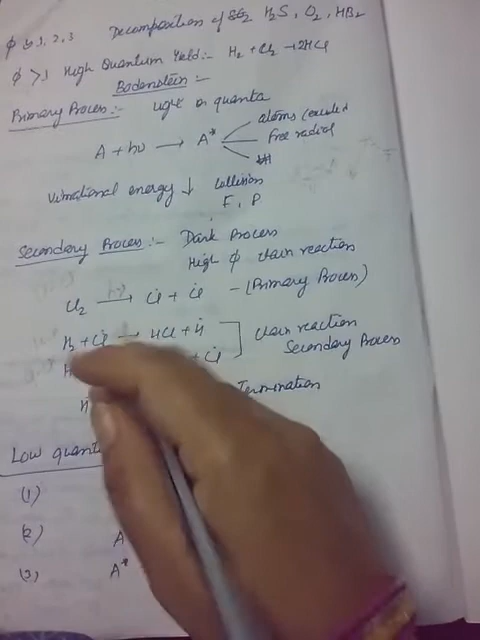 ϕ is 1, 2, 3 Decomposition of H₂S, O₂, HBr
ϕ >1 High Quantum Yield:- H₂ + Cl₂ → 2HCl
Bodenstein:-
Primary Process:- light or quanta
A + hν → A*
atoms (excited
free radial
Vibrational energy ↓ Collision
F, P
Secondary Process:- Dark Process
High ϕ chain reaction
Cl₂ → Cl̇ + Cl̇ - (Primary Process)
H₂ + Cl̇ → HCl + Ḣ
chain reaction
Secondary Process
+ Cl̇
H
Termination
Low quant
(1)
(2) A
(3) A*